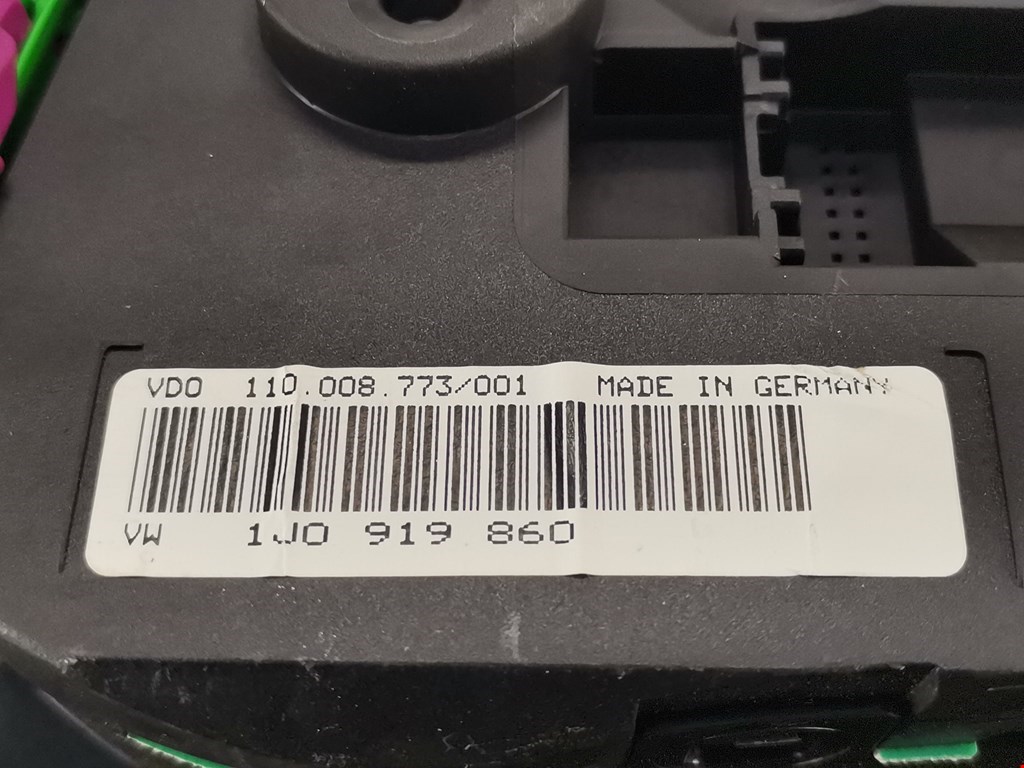 VDO 110.008.773/001 MADE IN GERMANY
VW 1J0 919 860